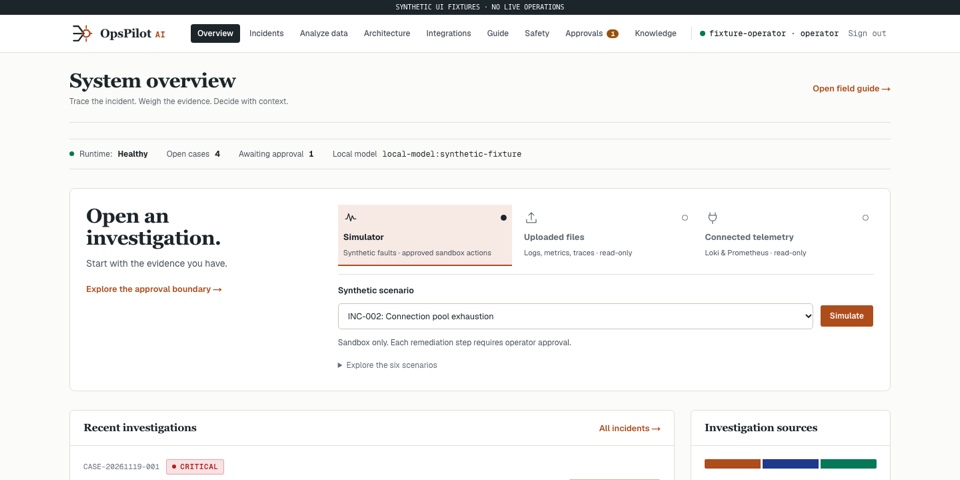 SYNTHETIC UI FIXTURES · NO LIVE OPERATIONS
OpsPilot AI
Overview
Incidents
Analyze data
Architecture
Integrations
Guide
Safety
Approvals 1
Knowledge
fixture-operator · operator
Sign out
System overview
Trace the incident. Weigh the evidence. Decide with context.
Open field guide →
Runtime: Healthy
Open cases 4
Awaiting approval 1
Local model local-model:synthetic-fixture
Open an
investigation.
Start with the evidence you have.
Explore the approval boundary →
Simulator
Synthetic faults · approved sandbox actions
Uploaded files
Logs, metrics, traces · read-only
Connected telemetry
Loki & Prometheus · read-only
Synthetic scenario
INC-002: Connection pool exhaustion
Simulate
Sandbox only. Each remediation step requires operator approval.
Explore the six scenarios
Recent investigations
All incidents →
CASE-20261119-001
CRITICAL
Investigation sources